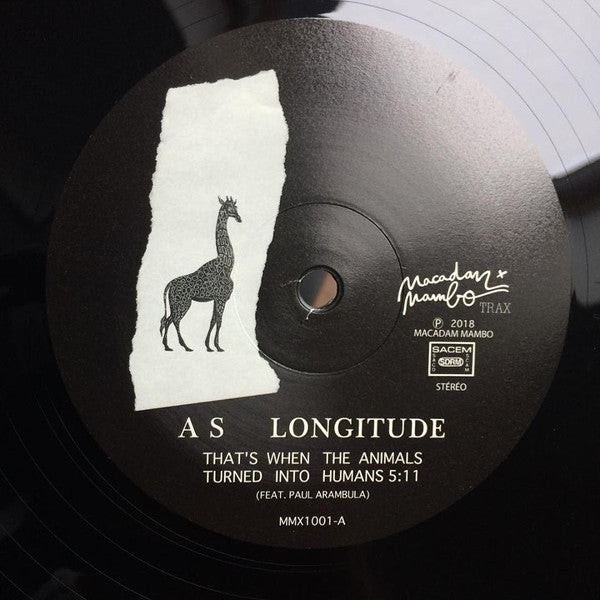 Macadam
Mambo TRAX
℗ 2018
MACADAM MAMBO
SACEM
SDRM
STÉRÉO
AS LONGITUDE
THAT'S WHEN THE ANIMALS
TURNED INTO HUMANS 5:11
(FEAT. PAUL ARAMBULA)
MMX1001-A